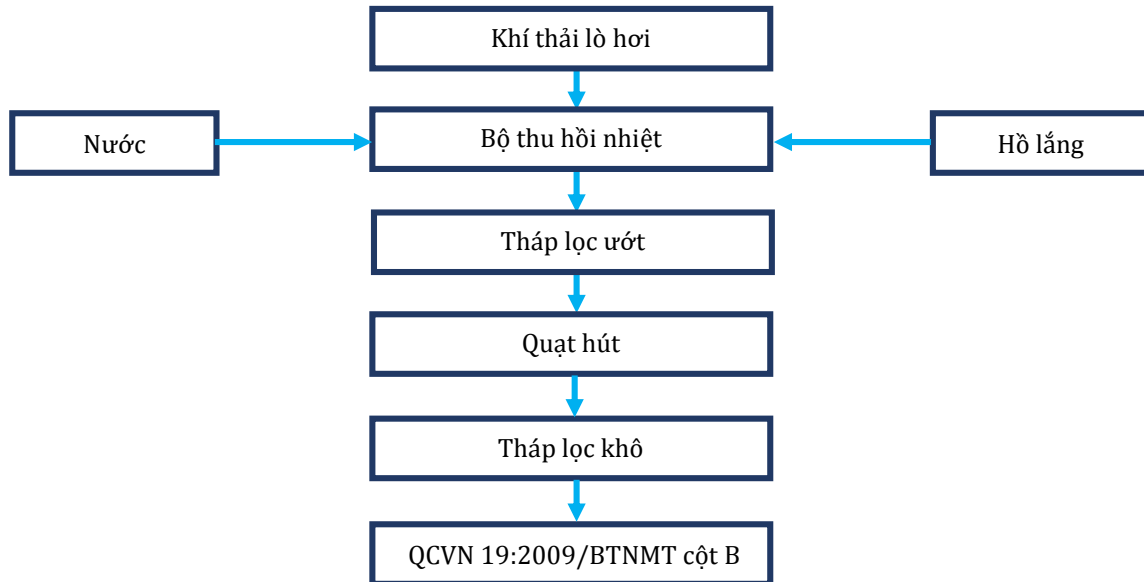 Khí thải lò hơi
Nước
Bộ thu hồi nhiệt
Hồ lắng
Tháp lọc ướt
Quạt hút
Tháp lọc khô
QCVN 19:2009/BTNMT cột B